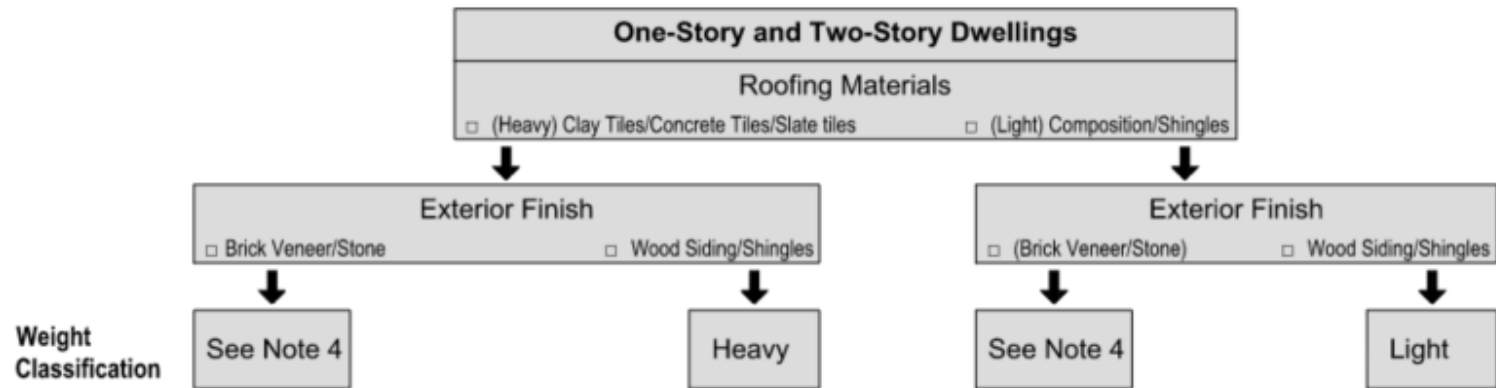 One-Story and Two-Story Dwellings
Roofing Materials
□ (Heavy) Clay Tiles/Concrete Tiles/Slate tiles □ (Light) Composition/Shingles
Exterior Finish
□ Brick Veneer/Stone □ Wood Siding/Shingles
Exterior Finish
□ (Brick Veneer/Stone) □ Wood Siding/Shingles
Weight
Classification
See Note 4
Heavy
See Note 4
Light